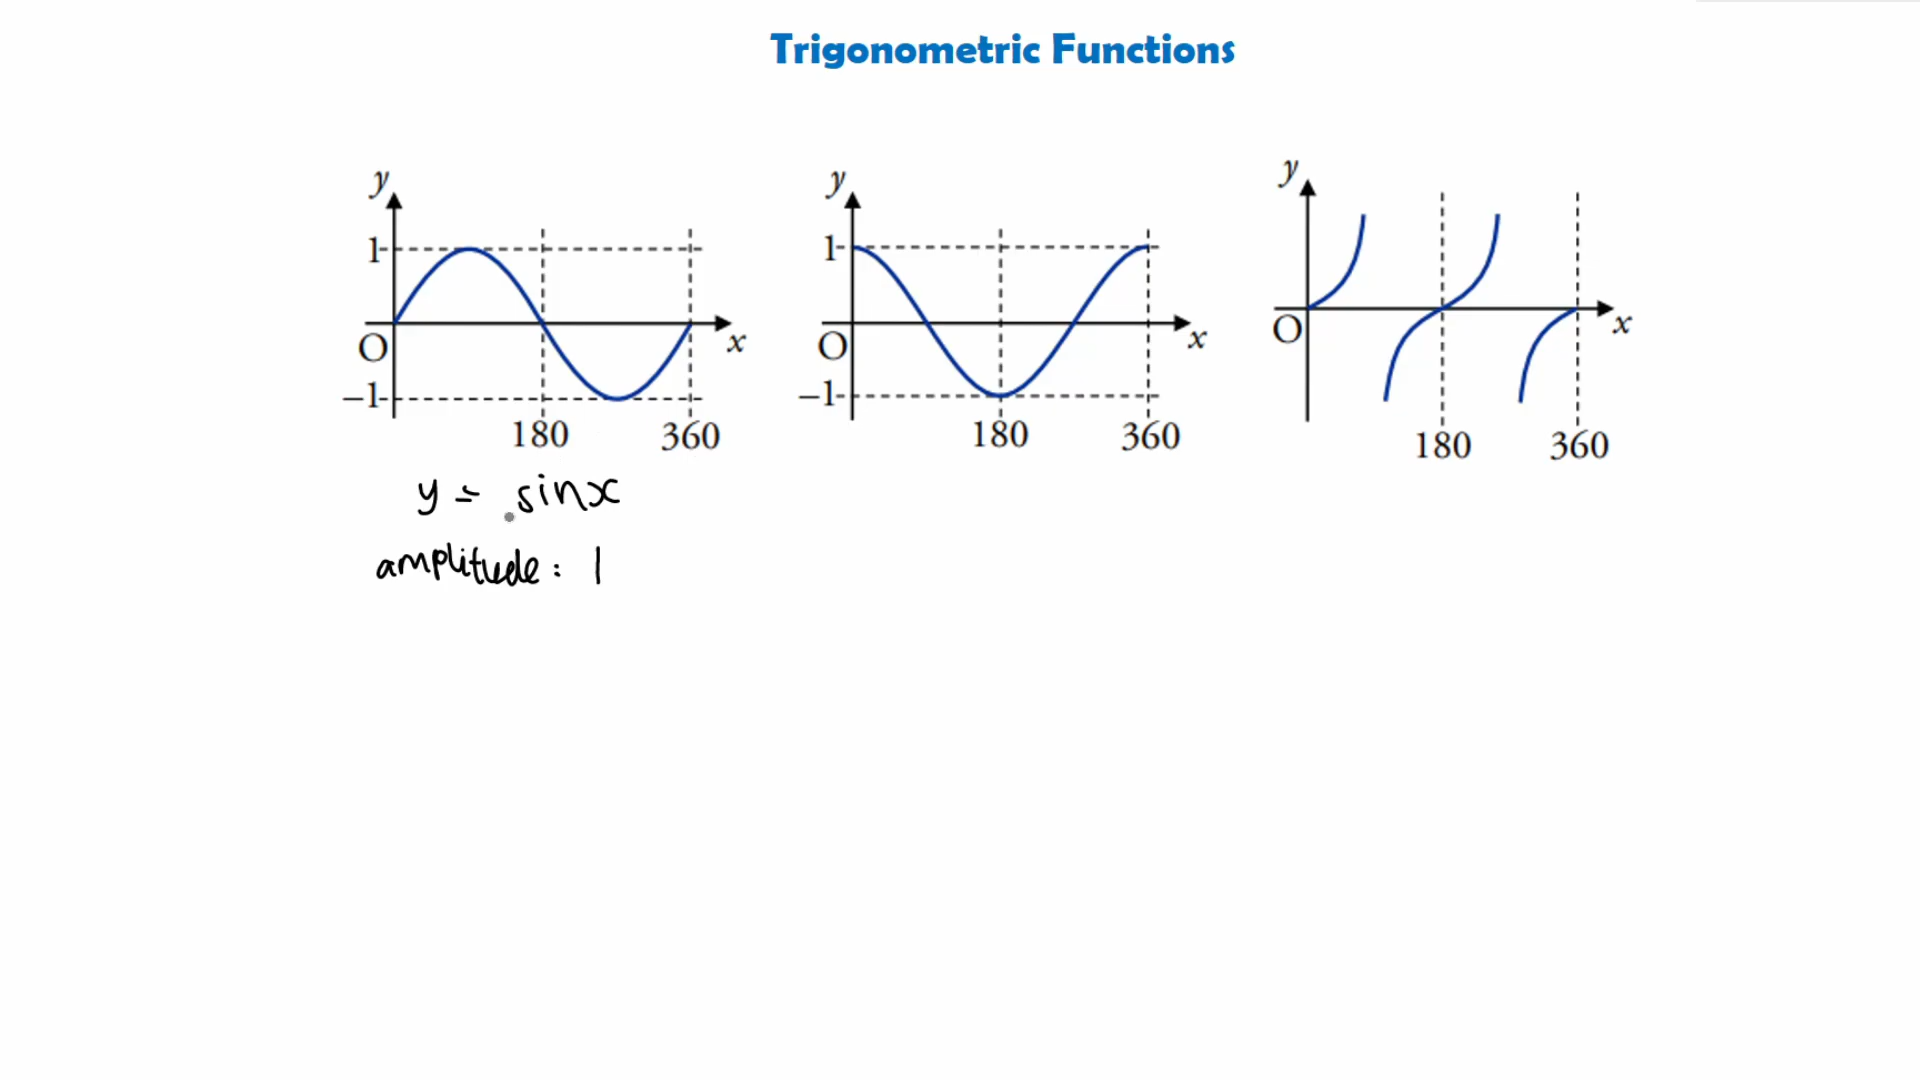 Trigonometric Functions
y
1
O
−1
180
360
x
y
1
O
−1
180
360
x
y
O
180
360
x
y = sinx
amplitude: 1